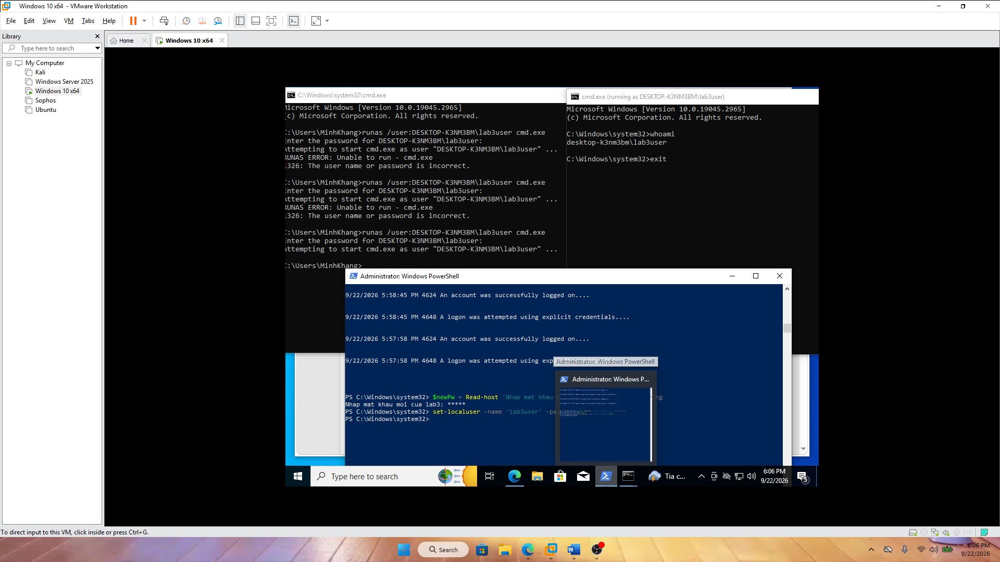 Windows 10 x64 - VMware Workstation
File Edit View VM Tabs Help
Library
Type here to search
My Computer
Kali
Windows Server 2025
Windows 10 x64
Sophos
Ubuntu
Home
Windows 10 x64
C:\Windows\system32\cmd.exe
Microsoft Windows [Version 10.0.19045.2965]
(c) Microsoft Corporation. All rights reserved.
C:\Users\MinhKhang>runas /user:DESKTOP-K3NM3BM\lab3user cmd.exe
Enter the password for DESKTOP-K3NM3BM\lab3user:
Attempting to start cmd.exe as user "DESKTOP-K3NM3BM\lab3user" ...
RUNAS ERROR: Unable to run - cmd.exe
1326: The user name or password is incorrect.
C:\Users\MinhKhang>runas /user:DESKTOP-K3NM3BM\lab3user cmd.exe
Enter the password for DESKTOP-K3NM3BM\lab3user:
Attempting to start cmd.exe as user "DESKTOP-K3NM3BM\lab3user" ...
RUNAS ERROR: Unable to run - cmd.exe
1326: The user name or password is incorrect.
C:\Users\MinhKhang>runas /user:DESKTOP-K3NM3BM\lab3user cmd.exe
Enter the password for DESKTOP-K3NM3BM\lab3user:
Attempting to start cmd.exe as user "DESKTOP-K3NM3BM\lab3user" ...
C:\Users\MinhKhang>
cmd.exe (running as DESKTOP-K3NM3BM\lab3user)
Microsoft Windows [Version 10.0.19045.2965]
(c) Microsoft Corporation. All rights reserved.
C:\Windows\system32>whoami
desktop-k3nm3bm\lab3user
C:\Windows\system32>exit
Administrator: Windows PowerShell
9/22/2026 5:58:45 PM 4624 An account was successfully logged on....
9/22/2026 5:58:45 PM 4648 A logon was attempted using explicit credentials....
9/22/2026 5:57:58 PM 4624 An account was successfully logged on....
9/22/2026 5:57:58 PM 4648 A logon was attempted using exp
Administrator: Windows PowerShell
Administrator: Windows P...
PS C:\Windows\system32> $newPw = Read-host 'Nhap mat khau
Nhap mat khau moi cua lab3: *****
PS C:\Windows\system32> set-localuser -name 'lab3user' -pa
PS C:\Windows\system32>
Type here to search
Tia c...
6:06 PM
9/22/2026
5
To direct input to this VM, click inside or press Ctrl+G.
Search
6:06 PM
9/22/2026